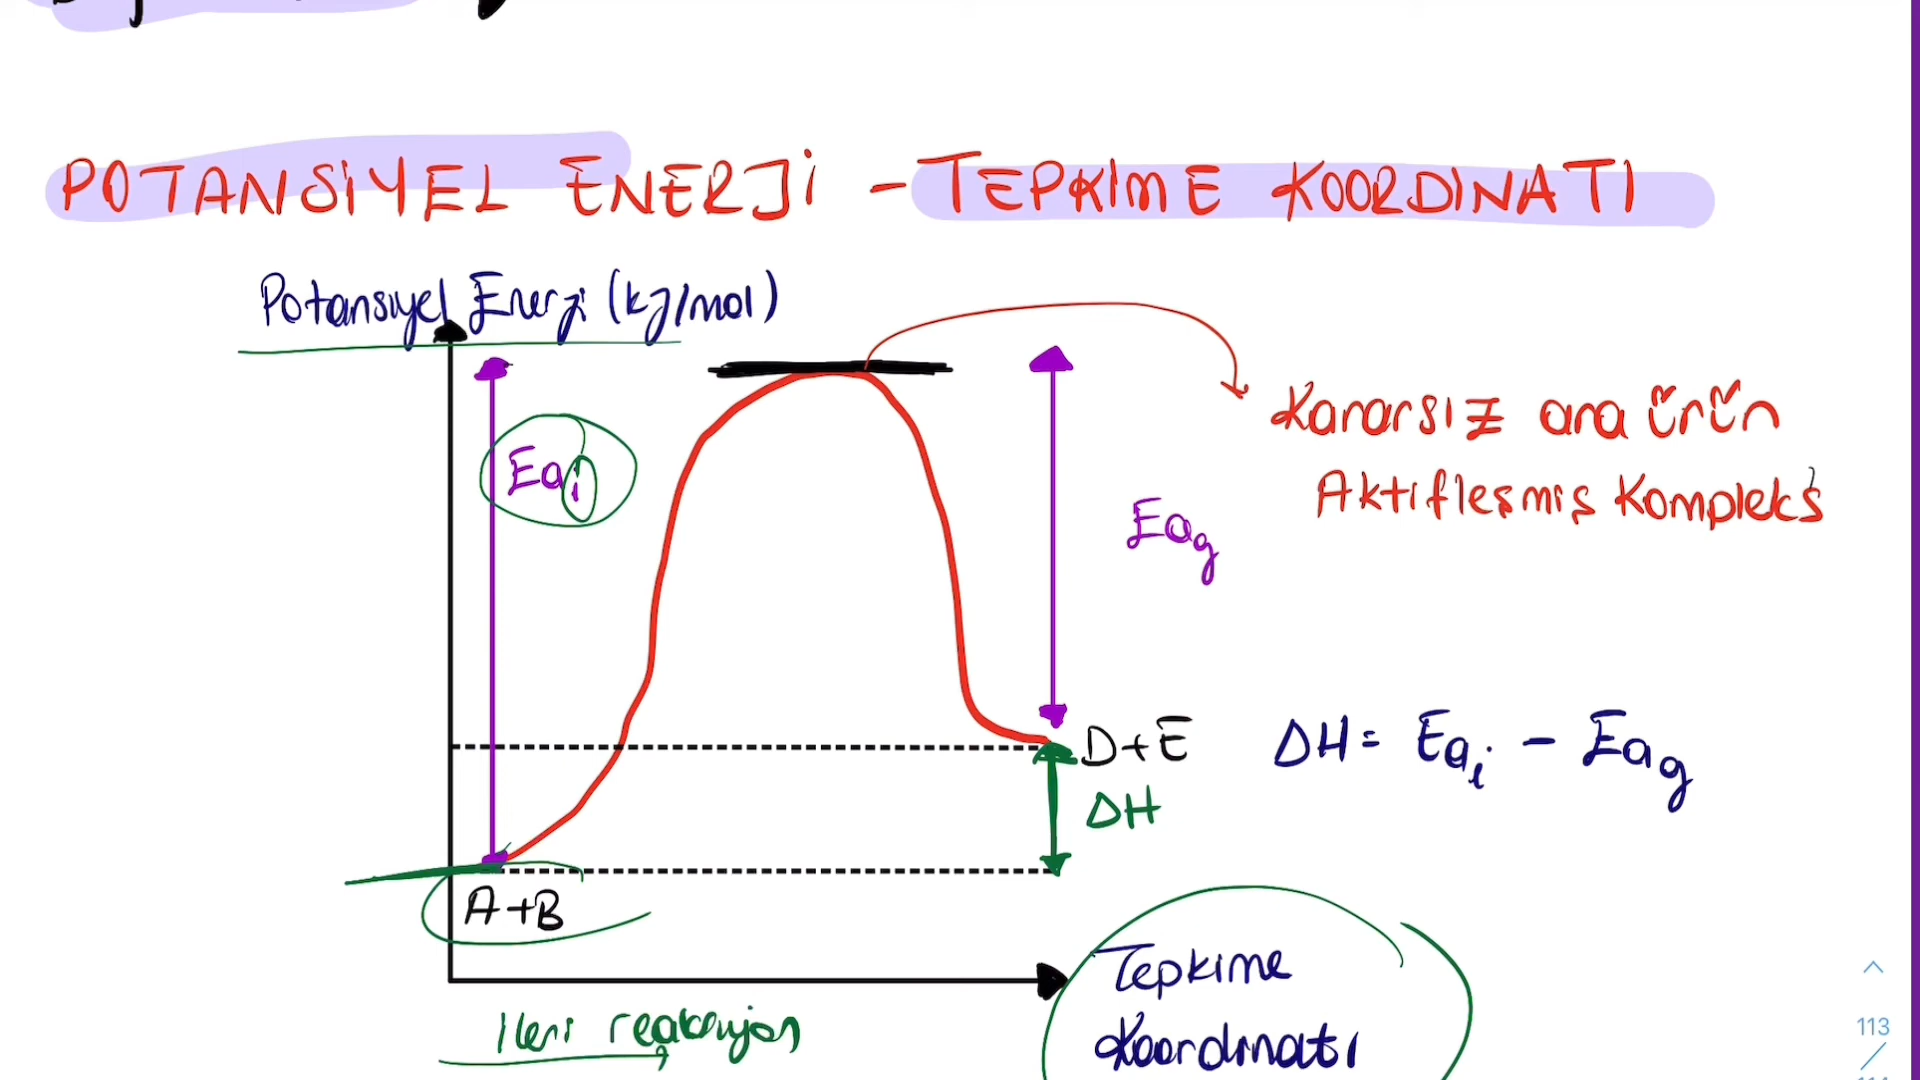 POTANSİYEL ENERJİ - TEPKİME KOORDİNATI
Potansiyel Enerji (kj/mol)
Eai
Kararsız ara ürün
Aktifleşmiş Kompleks
Eag
D+E
ΔH= Eai - Eag
ΔH
A+B
Tepkime
Koordinatı
İleri reaksiyon
113